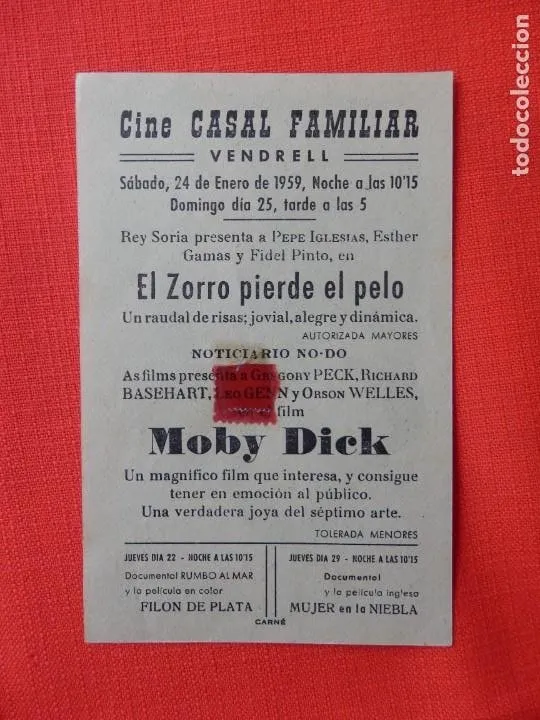 Cine CASAL FAMILIAR
VENDRELL
Sábado, 24 de Enero de 1959, Noche a las 10'15
Domingo día 25, tarde a las 5
Rey Soria presenta a PEPE IGLESIAS, Esther
Gamas y Fidel Pinto, en
El Zorro pierde el pelo
Un raudal de risas; jovial, alegre y dinámica.
AUTORIZADA MAYORES
NOTICIARIO NO-DO
As films presenta a GREGORY PECK, RICHARD
BASEHART, LEO GENN y ORSON WELLES,
film
Moby Dick
Un magnífico film que interesa, y consigue
tener en emoción al público.
Una verdadera joya del séptimo arte.
TOLERADA MENORES
JUEVES DIA 22 - NOCHE A LAS 10'15
Documental RUMBO AL MAR
y la película en color
FILON DE PLATA
JUEVES DIA 29 - NOCHE A LAS 10'15
Documental
y la película inglesa
MUJER en la NIEBLA
CARNÉ
todocoleccion